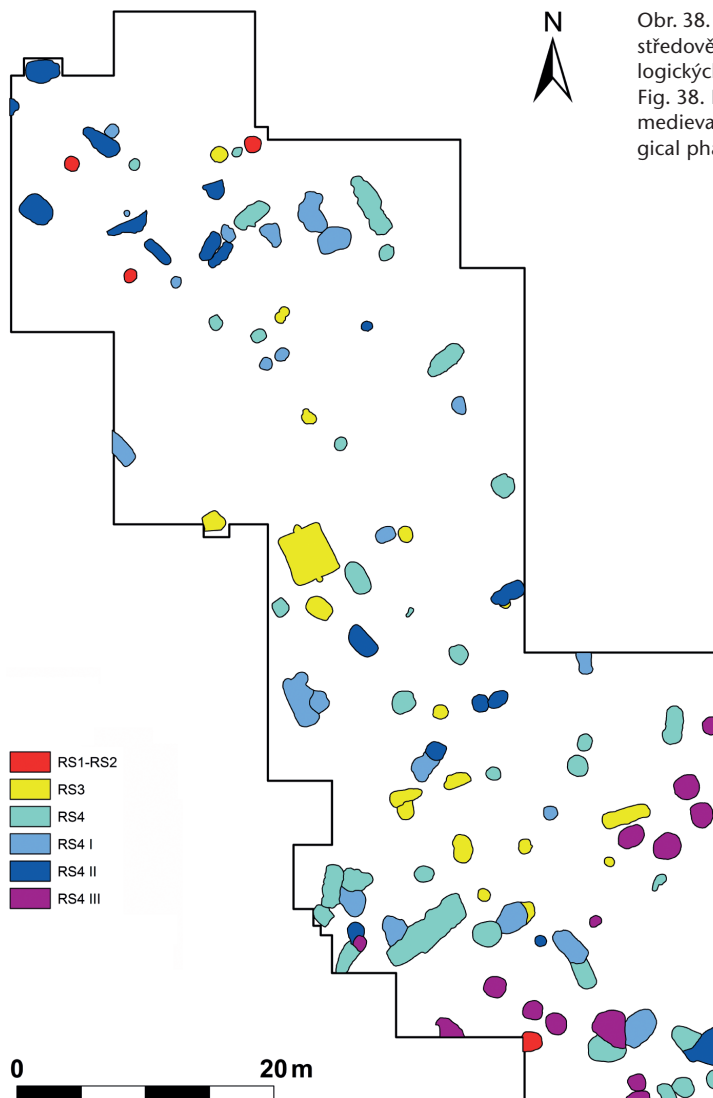 N
Obr. 38.
středově
logických
Fig. 38.
medieva
gical pha
RS1-RS2
RS3
RS4
RS4 I
RS4 II
RS4 III
0 20 m